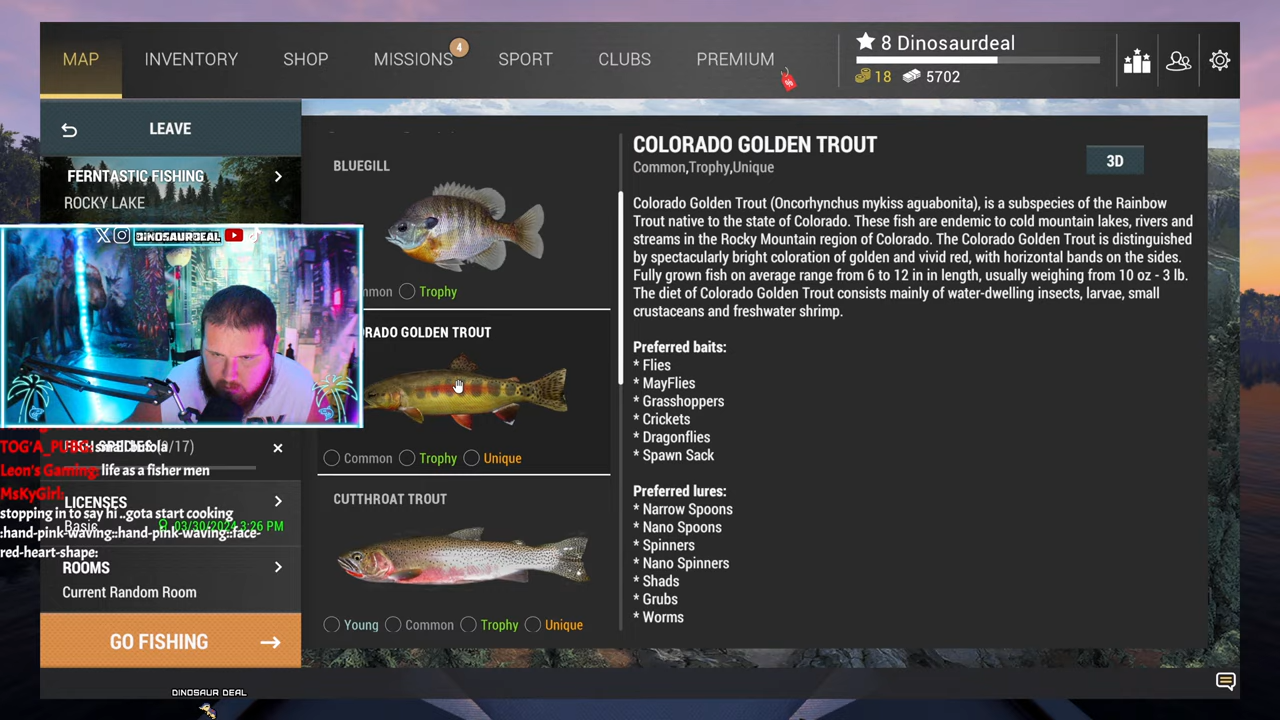 MAP
INVENTORY
SHOP
MISSIONS
4
SPORT
CLUBS
PREMIUM
%
8 Dinosaurdeal
18
5702
LEAVE
FERNTASTIC FISHING
ROCKY LAKE
DINOSAURDEAL
TOG'A_PUBG:
Leon's Gaming: life as a fisher men
MsKyGirl:
stopping in to say hi ..gota start cooking
:hand-pink-waving::hand-pink-waving::face-
red-heart-shape:
LICENSES
Basic
03/30/2024 3:26 PM
ROOMS
Current Random Room
GO FISHING
DINOSAUR DEAL
BLUEGILL
Trophy
GOLDEN TROUT
Common
Trophy
Unique
CUTTHROAT TROUT
Young
Common
Trophy
Unique
COLORADO GOLDEN TROUT
Common,Trophy,Unique
3D
Colorado Golden Trout (Oncorhynchus mykiss aguabonita), is a subspecies of the Rainbow
Trout native to the state of Colorado. These fish are endemic to cold mountain lakes, rivers and
streams in the Rocky Mountain region of Colorado. The Colorado Golden Trout is distinguished
by spectacularly bright coloration of golden and vivid red, with horizontal bands on the sides.
Fully grown fish on average range from 6 to 12 in in length, usually weighing from 10 oz - 3 lb.
The diet of Colorado Golden Trout consists mainly of water-dwelling insects, larvae, small
crustaceans and freshwater shrimp.
Preferred baits:
* Flies
* MayFlies
* Grasshoppers
* Crickets
* Dragonflies
* Spawn Sack
Preferred lures:
* Narrow Spoons
* Nano Spoons
* Spinners
* Nano Spinners
* Shads
* Grubs
* Worms